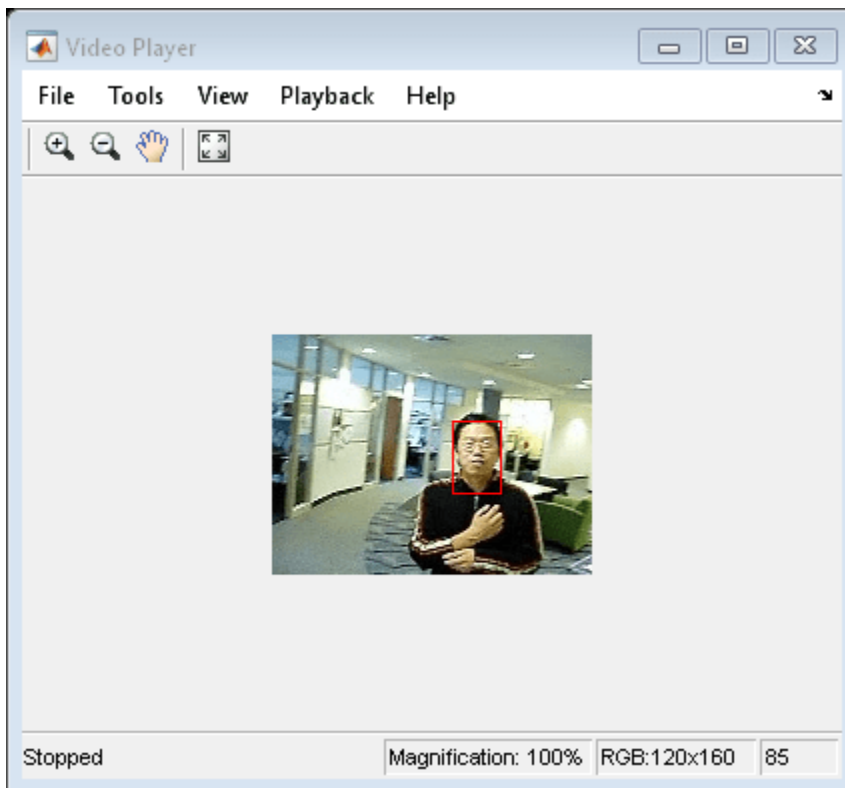 Video Player
File Tools View Playback Help
Stopped Magnification: 100% RGB:120x160 85